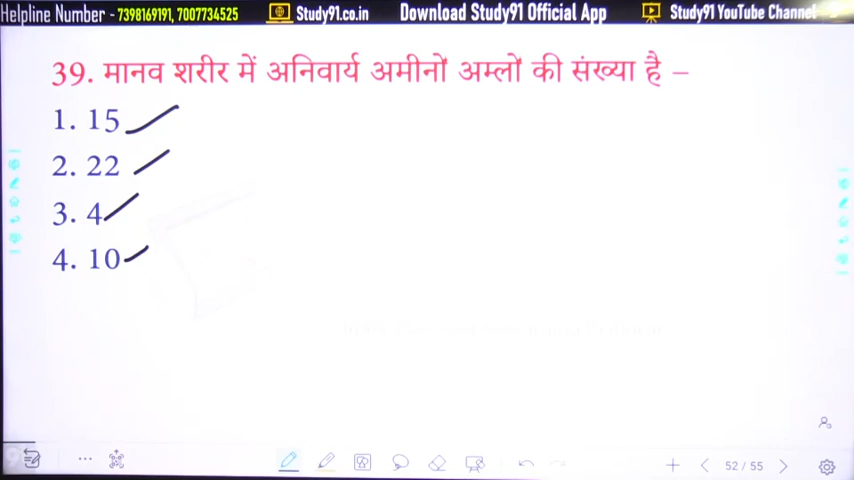 Helpline Number - 7398169191, 7007734525 Study91.co.in Download Study91 Official App Study91 YouTube Channel
39. मानव शरीर में अनिवार्य अमीनों अम्लों की संख्या है –
1. 15
2. 22
3. 4
4. 10
52 / 55